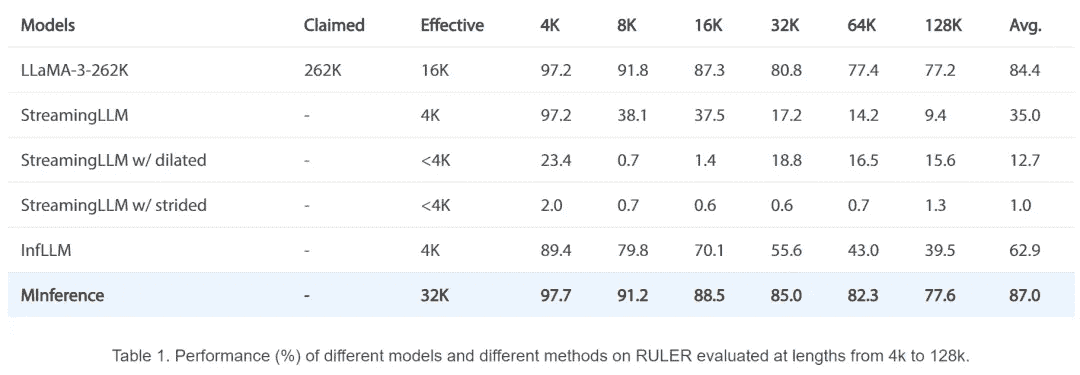 Models Claimed Effective 4K 8K 16K 32K 64K 128K Avg.
LLaMA-3-262K 262K 16K 97.2 91.8 87.3 80.8 77.4 77.2 84.4
StreamingLLM - 4K 97.2 38.1 37.5 17.2 14.2 9.4 35.0
StreamingLLM w/ dilated - <4K 23.4 0.7 1.4 18.8 16.5 15.6 12.7
StreamingLLM w/ strided - <4K 2.0 0.7 0.6 0.6 0.7 1.3 1.0
InfLLM - 4K 89.4 79.8 70.1 55.6 43.0 39.5 62.9
MInference - 32K 97.7 91.2 88.5 85.0 82.3 77.6 87.0
Table 1. Performance (%) of different models and different methods on RULER evaluated at lengths from 4k to 128k.